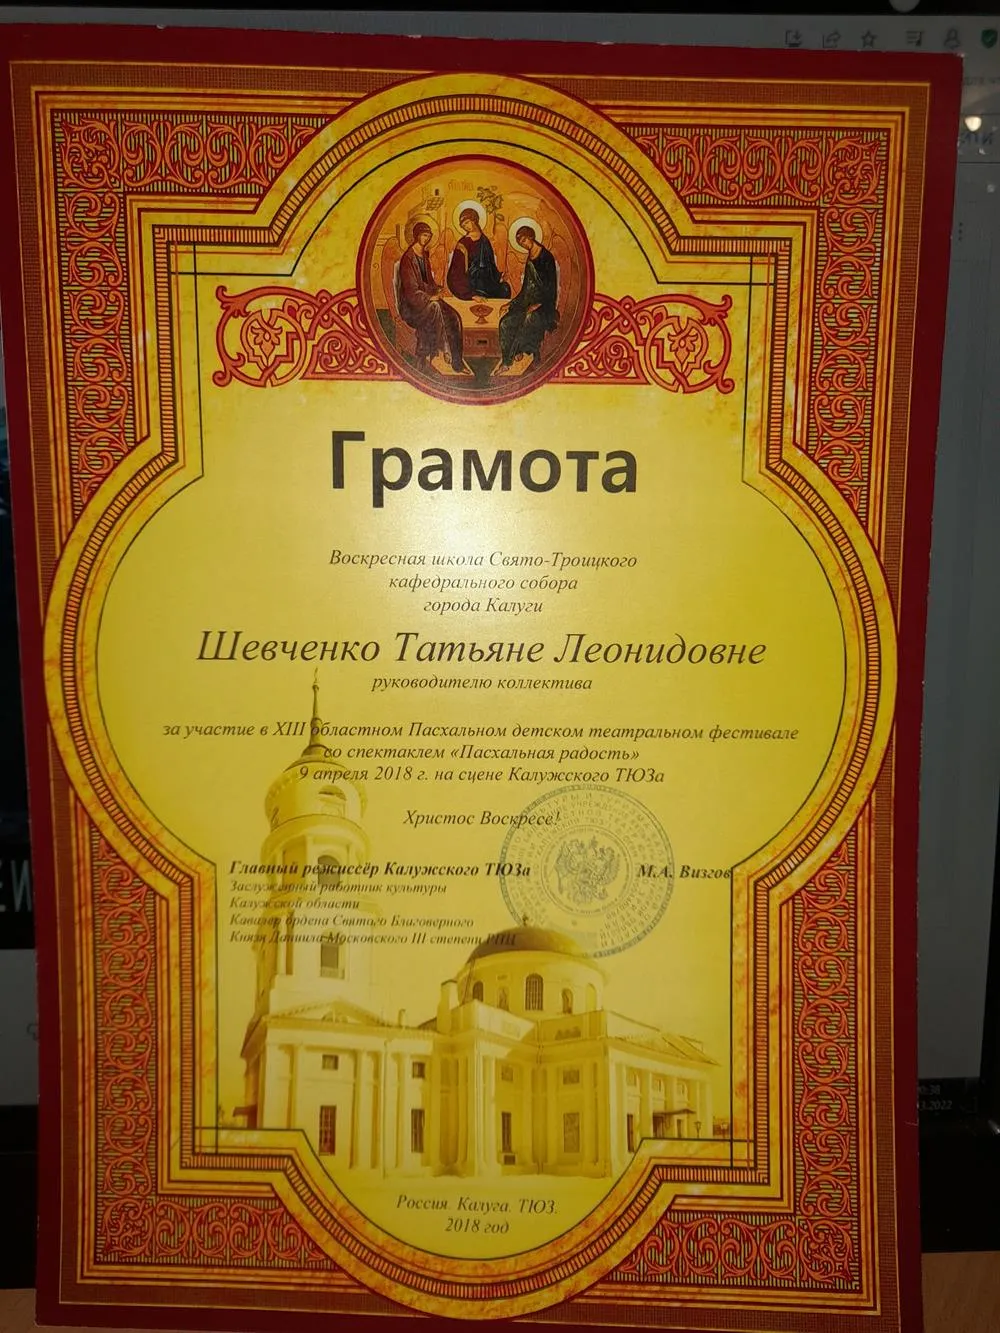 Грамота
Воскресная школа Свято-Троицкого
кафедрального собора
города Калуги
Шевченко Татьяне Леонидовне
руководителю коллектива
за участие в XIII областном Пасхальном детском театральном фестивале
со спектаклем «Пасхальная радость»
9 апреля 2018 г. на сцене Калужского ТЮЗа
Христос Воскресе!
Главный режиссёр Калужского ТЮЗа М.А. Визгов
Заслуженный работник культуры
Калужской области
Кавалер ордена Святого Благоверного
Князя Даниила Московского III степени РПЦ
Россия. Калуга. ТЮЗ.
2018 год